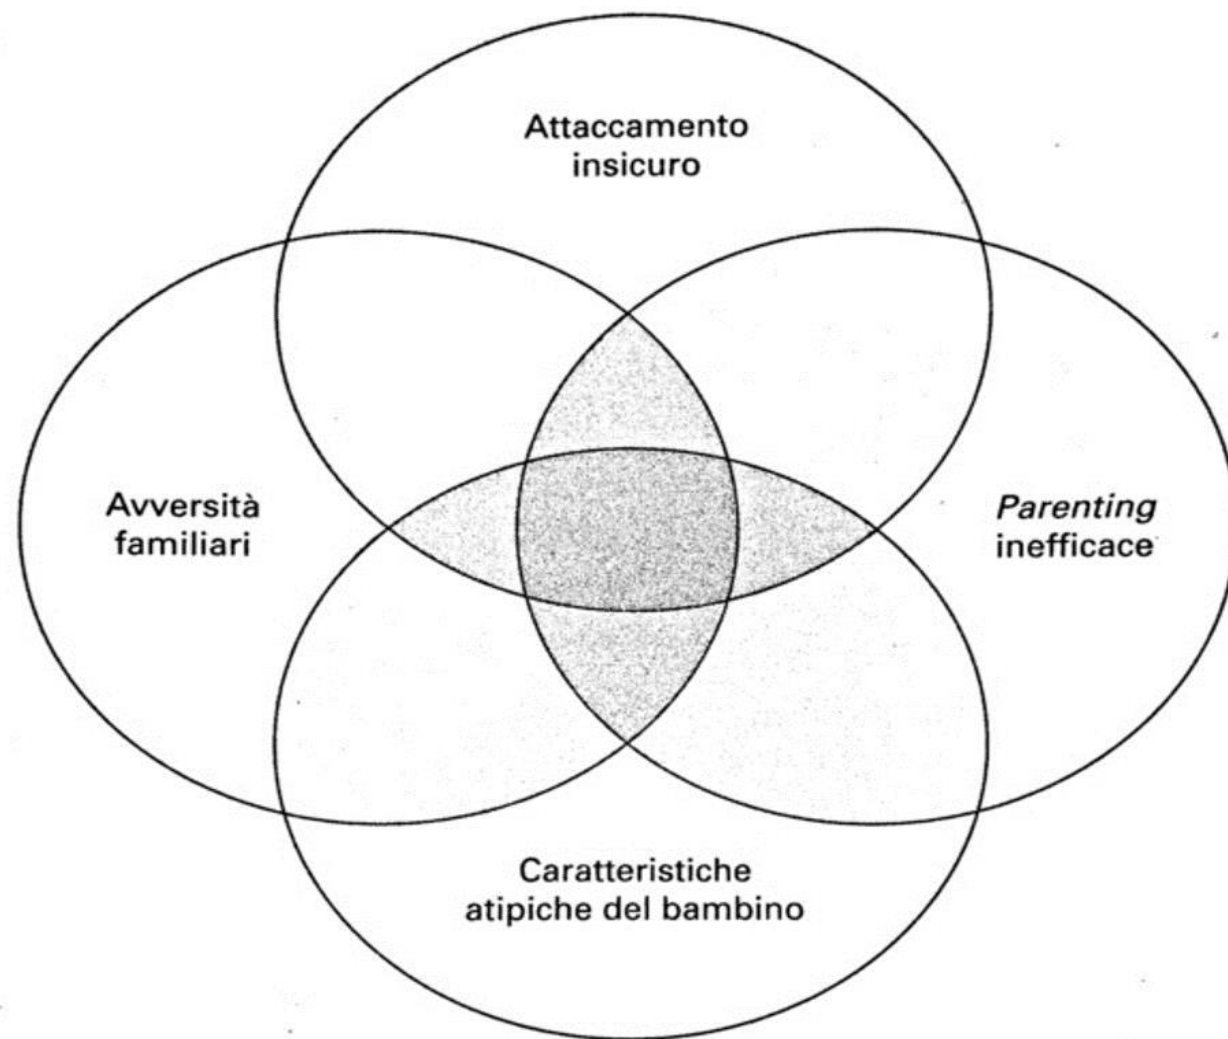 Attaccamento
insicuro
Avversità
familiari
Parenting
inefficace
Caratteristiche
atipiche del bambino